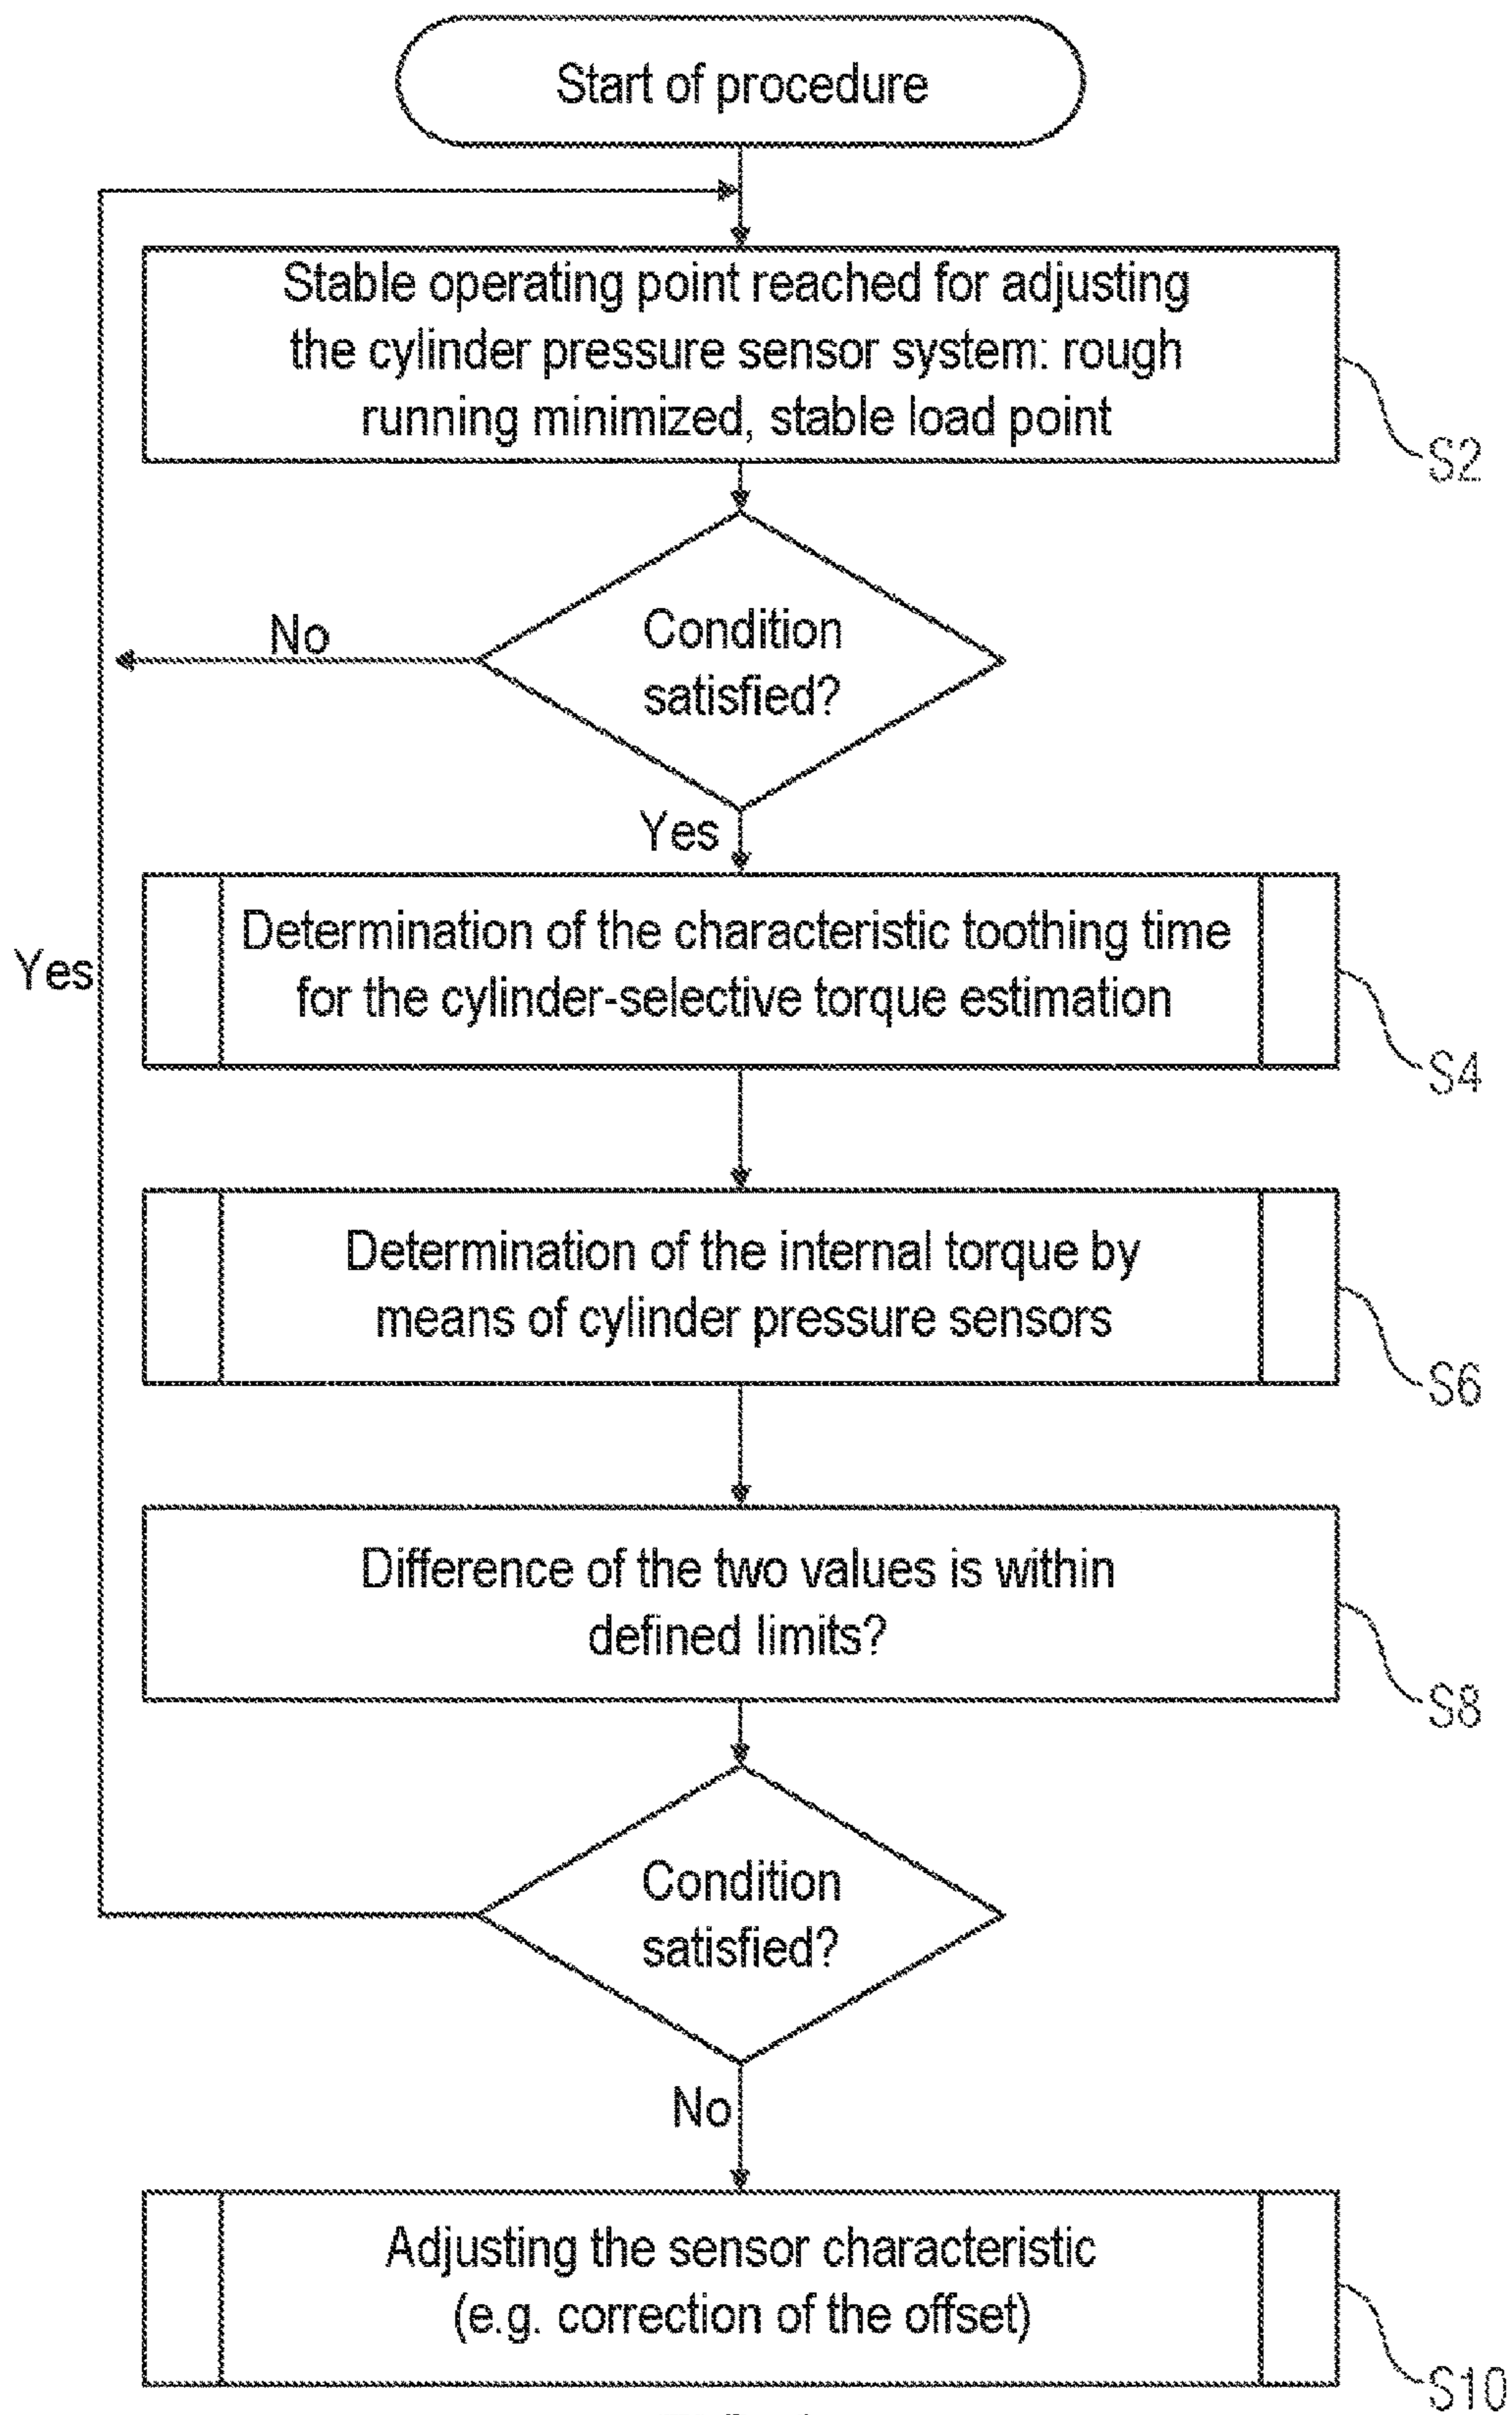 Start of procedure
Stable operating point reached for adjusting
the cylinder pressure sensor system: rough
running minimized, stable load point
S2
No
Condition
satisfied?
Yes
Determination of the characteristic toothing time
for the cylinder-selective torque estimation
Yes
S4
Determination of the internal torque by
means of cylinder pressure sensors
S6
Difference of the two values is within
defined limits?
S8
Condition
satisfied?
No
Adjusting the sensor characteristic
(e.g. correction of the offset)
S10